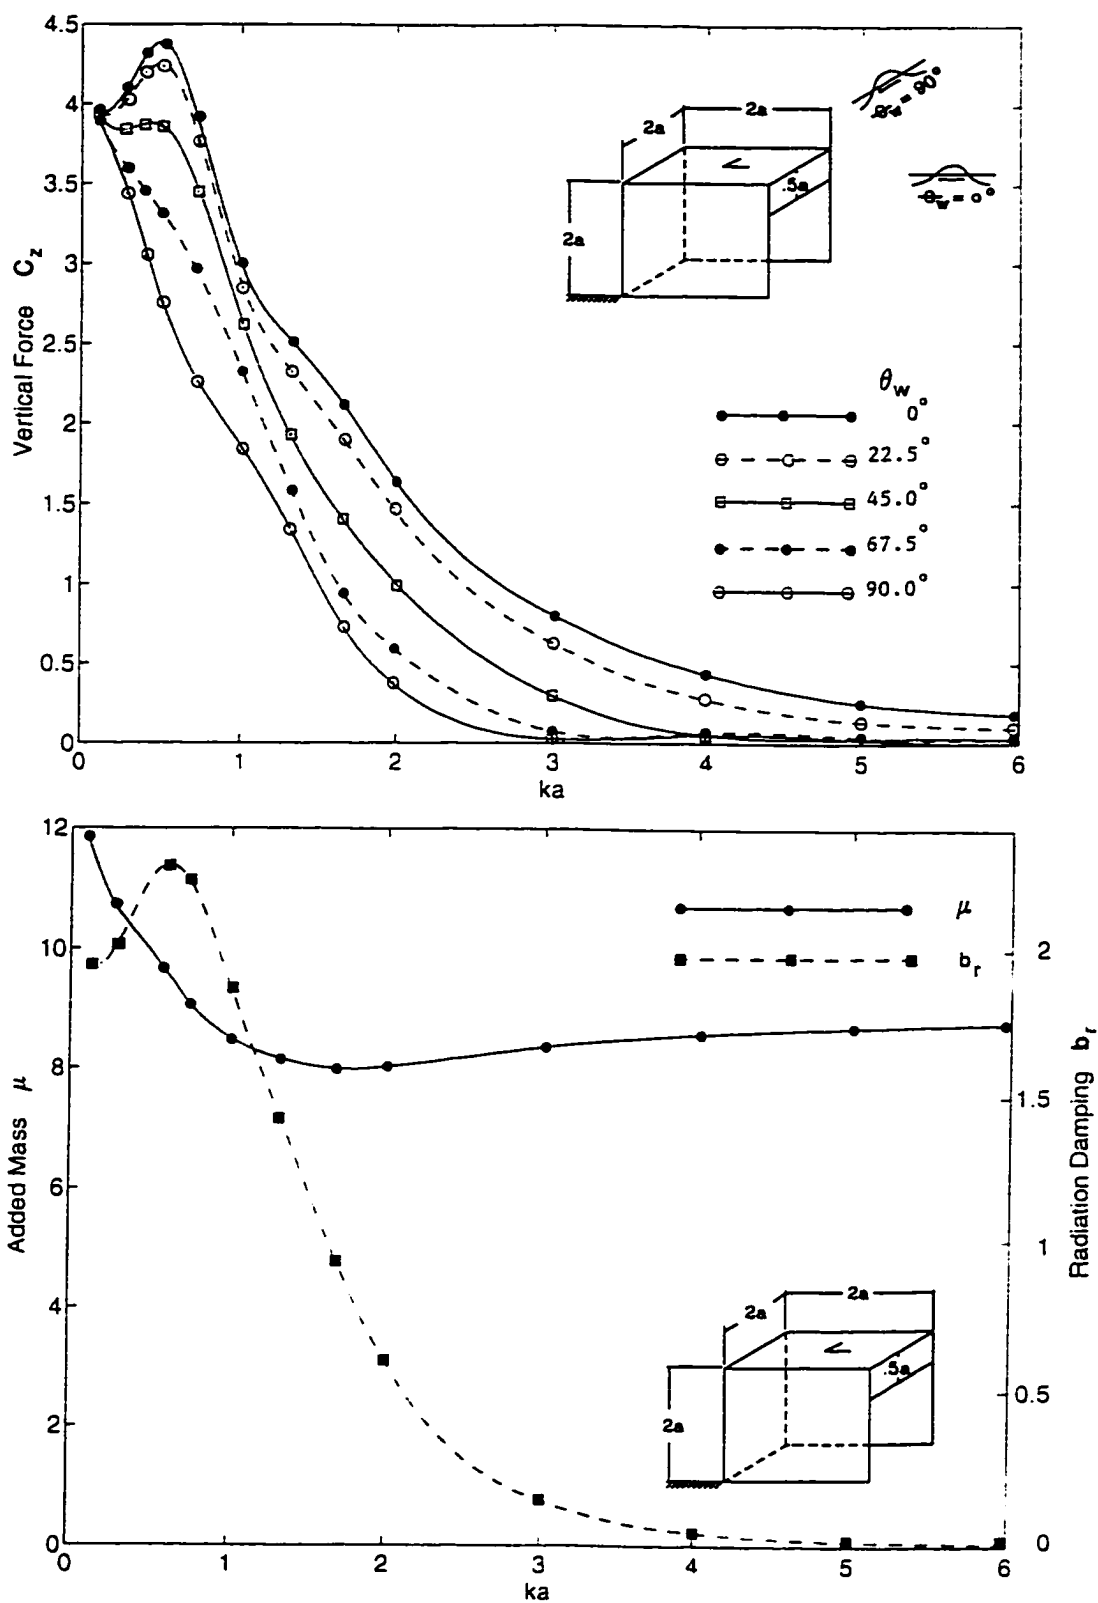 4.5
4
3.5
3
2.5
2
1.5
1
0.5
0
Vertical Force C_z
0 1 2 3 4 5 6
ka
2a 2a
.5a
2a
θ_w = 90°
θ_w = 0°
θ_w
0°
22.5°
45.0°
67.5°
90.0°
12
10
8
6
4
2
0
Added Mass μ
μ
b_r
2
1.5
1
0.5
0
Radiation Damping b_r
2a 2a
.5a
2a
0 1 2 3 4 5 6
ka